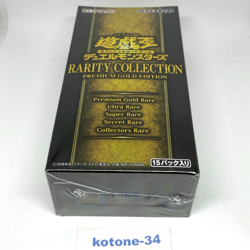 遊戯王
デュエルモンスターズ
RARITY COLLECTION
PREMIUM GOLD EDITION
Premium Gold Rare
Ultra Rare
Super Rare
Secret Rare
Collectors Rare
15パック入り
kotone-34